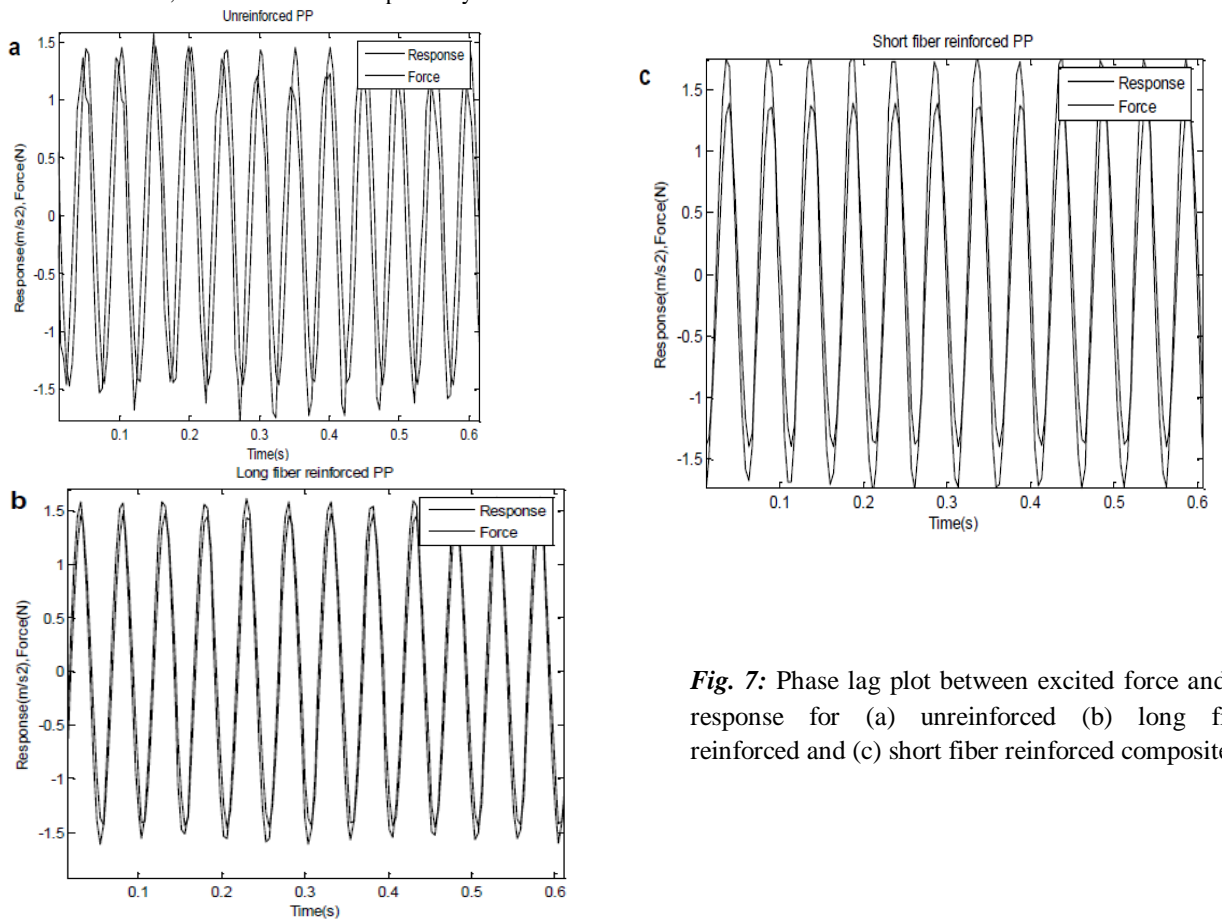 Unreinforced PP
a
Response
Force
1.5
1
0.5
0
-0.5
-1
-1.5
Response(m/s2),Force(N)
0.1 0.2 0.3 0.4 0.5 0.6
Time(s)
Long fiber reinforced PP
b
Response
Force
1.5
1
0.5
0
-0.5
-1
-1.5
Response(m/s2),Force(N)
0.1 0.2 0.3 0.4 0.5 0.6
Time(s)
Short fiber reinforced PP
c
Response
Force
1.5
1
0.5
0
-0.5
-1
-1.5
Response(m/s2),Force(N)
0.1 0.2 0.3 0.4 0.5 0.6
Time(s)
Fig. 7: Phase lag plot between excited force and
response for (a) unreinforced (b) long fi
reinforced and (c) short fiber reinforced composite